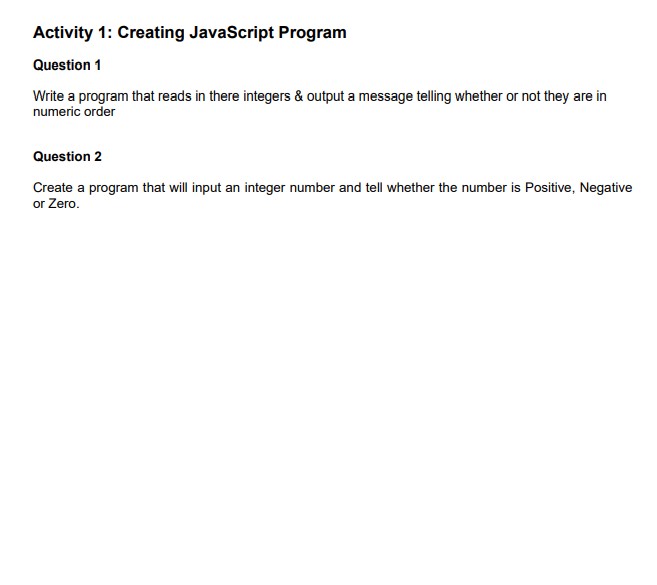 Activity 1: Creating JavaScript Program
Question 1
Write a program that reads in there integers & output a message telling whether or not they are in
numeric order
Question 2
Create a program that will input an integer number and tell whether the number is Positive, Negative
or Zero.